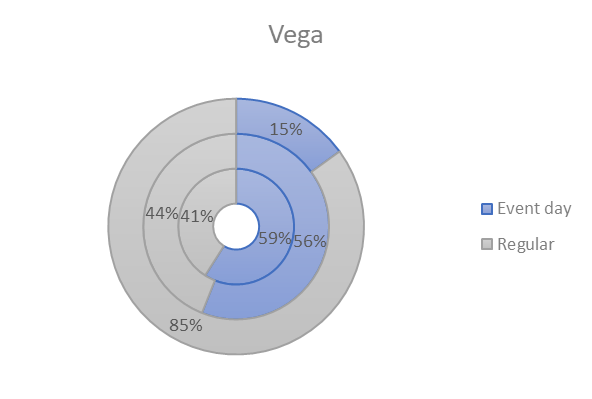 Vega
15%
44%
41%
59%
56%
85%
Event day
Regular